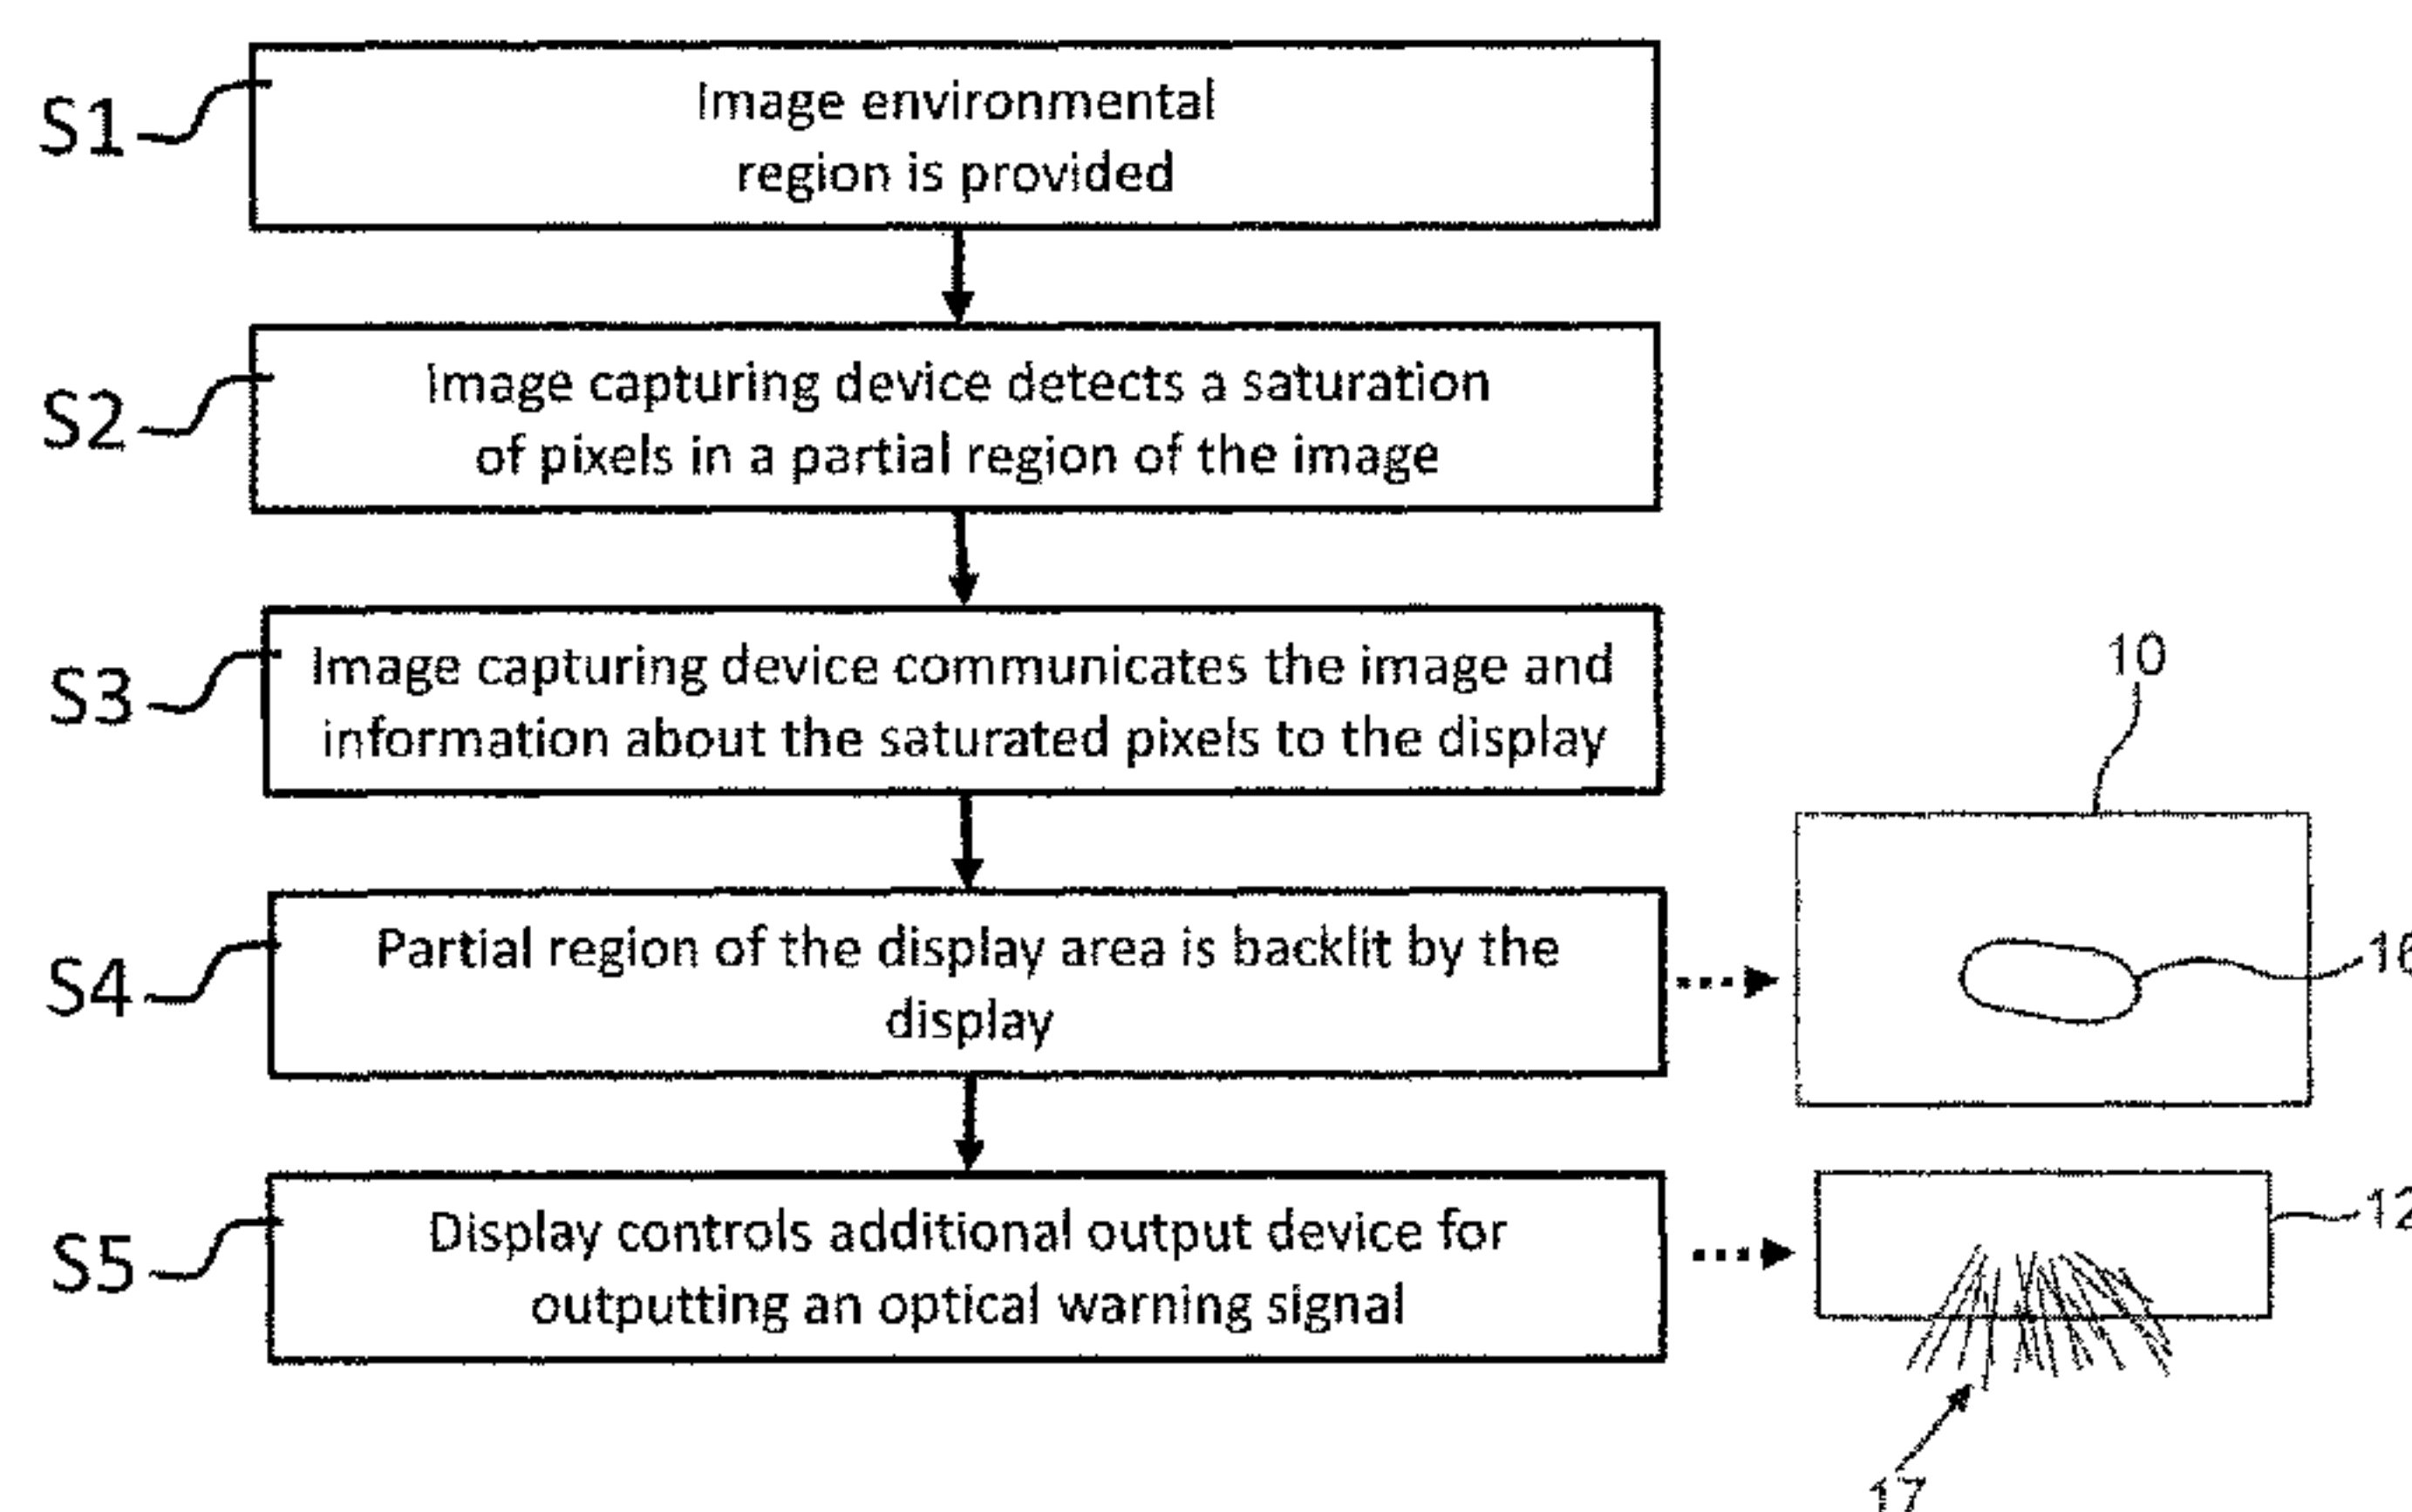 S1
Image environmental
region is provided
S2
Image capturing device detects a saturation
of pixels in a partial region of the image
S3
Image capturing device communicates the image and
information about the saturated pixels to the display
10
S4
Partial region of the display area is backlit by the
display
16
S5
Display controls additional output device for
outputting an optical warning signal
12
17